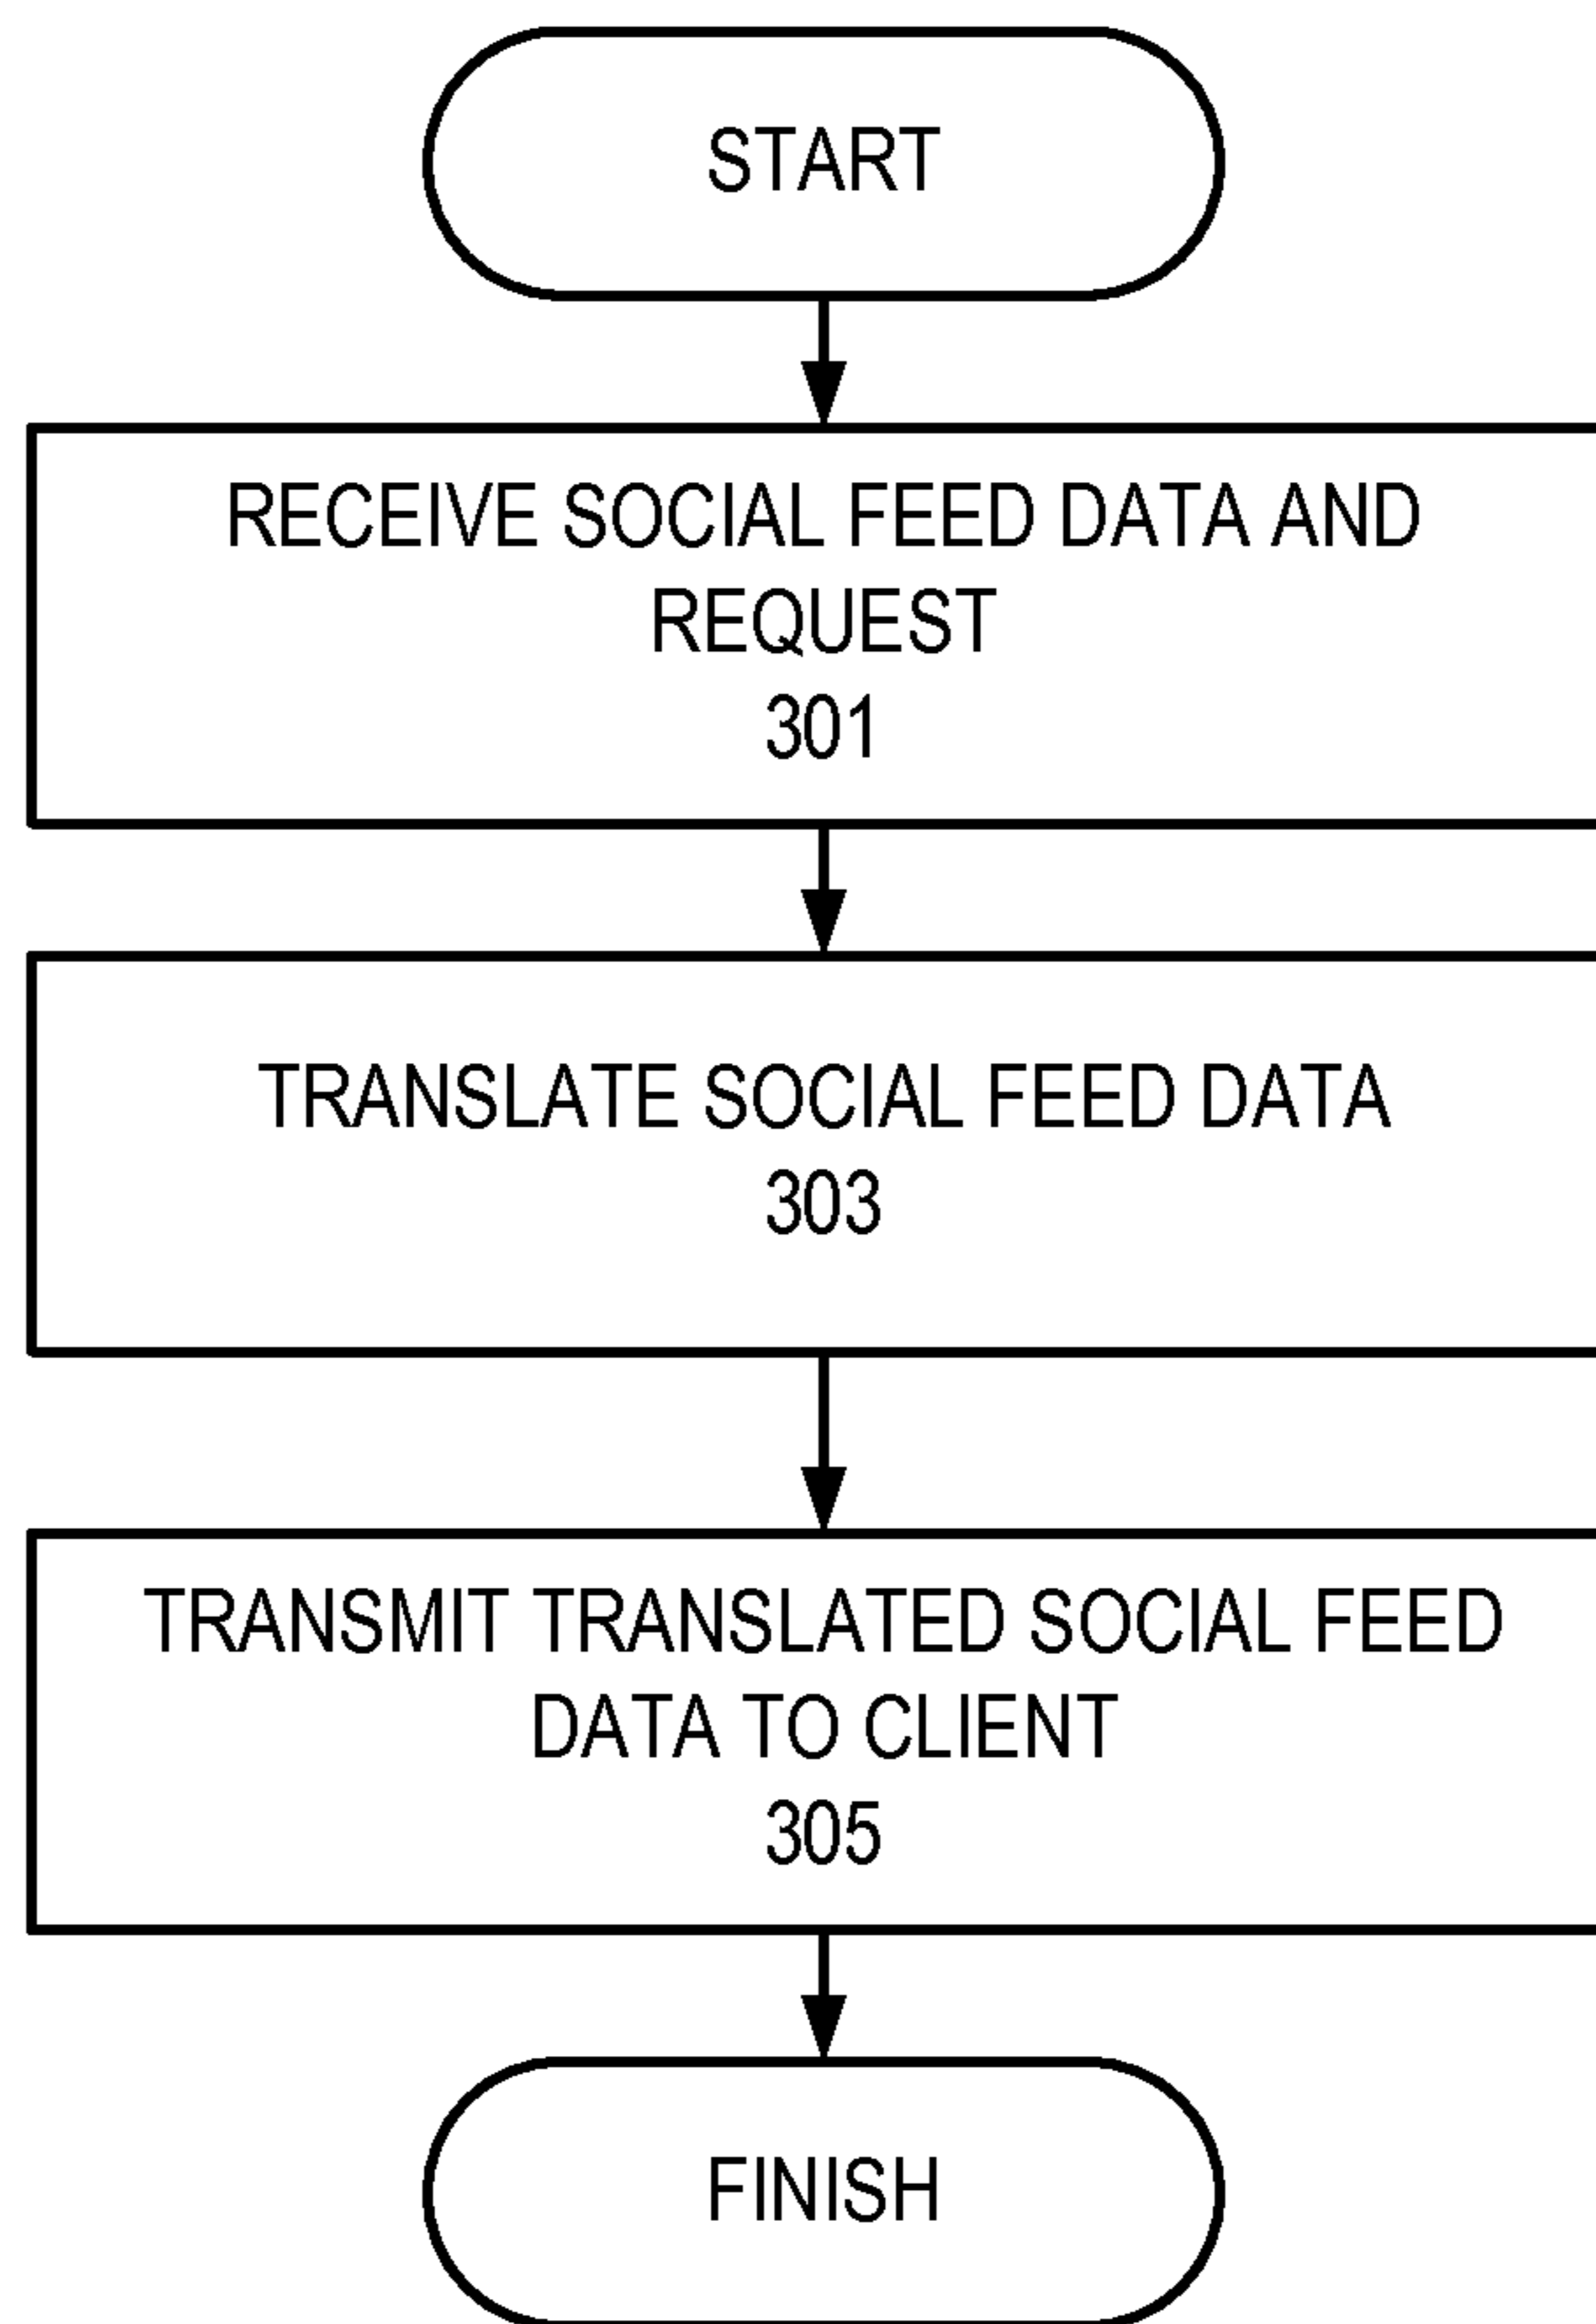 START
RECEIVE SOCIAL FEED DATA AND
REQUEST
301
TRANSLATE SOCIAL FEED DATA
303
TRANSMIT TRANSLATED SOCIAL FEED
DATA TO CLIENT
305
FINISH